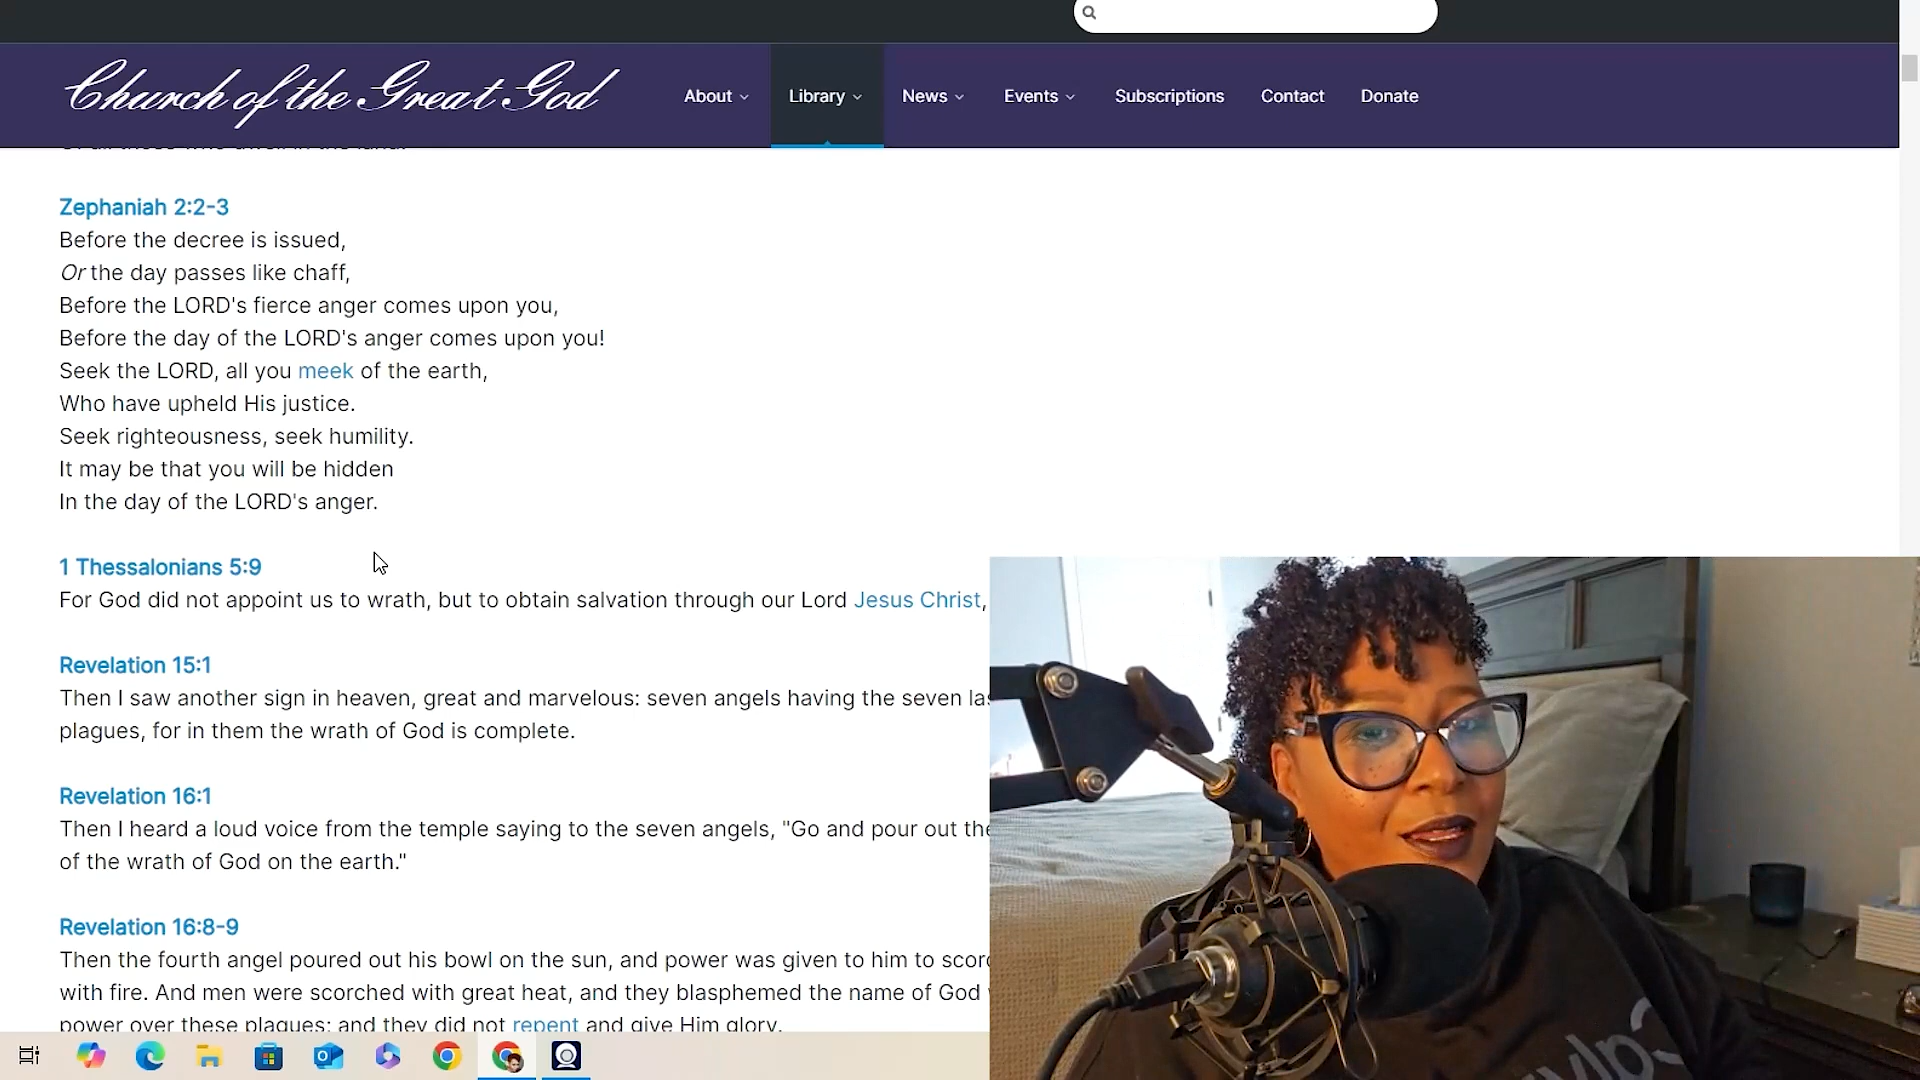 Church of the Great God
About
Library
News
Events
Subscriptions
Contact
Donate
Zephaniah 2:2-3
Before the decree is issued,
Or the day passes like chaff,
Before the LORD's fierce anger comes upon you,
Before the day of the LORD's anger comes upon you!
Seek the LORD, all you meek of the earth,
Who have upheld His justice.
Seek righteousness, seek humility.
It may be that you will be hidden
In the day of the LORD's anger.
1 Thessalonians 5:9
For God did not appoint us to wrath, but to obtain salvation through our Lord Jesus Christ,
Revelation 15:1
Then I saw another sign in heaven, great and marvelous: seven angels having the seven
plagues, for in them the wrath of God is complete.
Revelation 16:1
Then I heard a loud voice from the temple saying to the seven angels, "Go and pour out
of the wrath of God on the earth."
Revelation 16:8-9
Then the fourth angel poured out his bowl on the sun, and power was given to him to
with fire. And men were scorched with great heat, and they blasphemed the name of God
power over these plagues; and they did not repent and give Him glory.